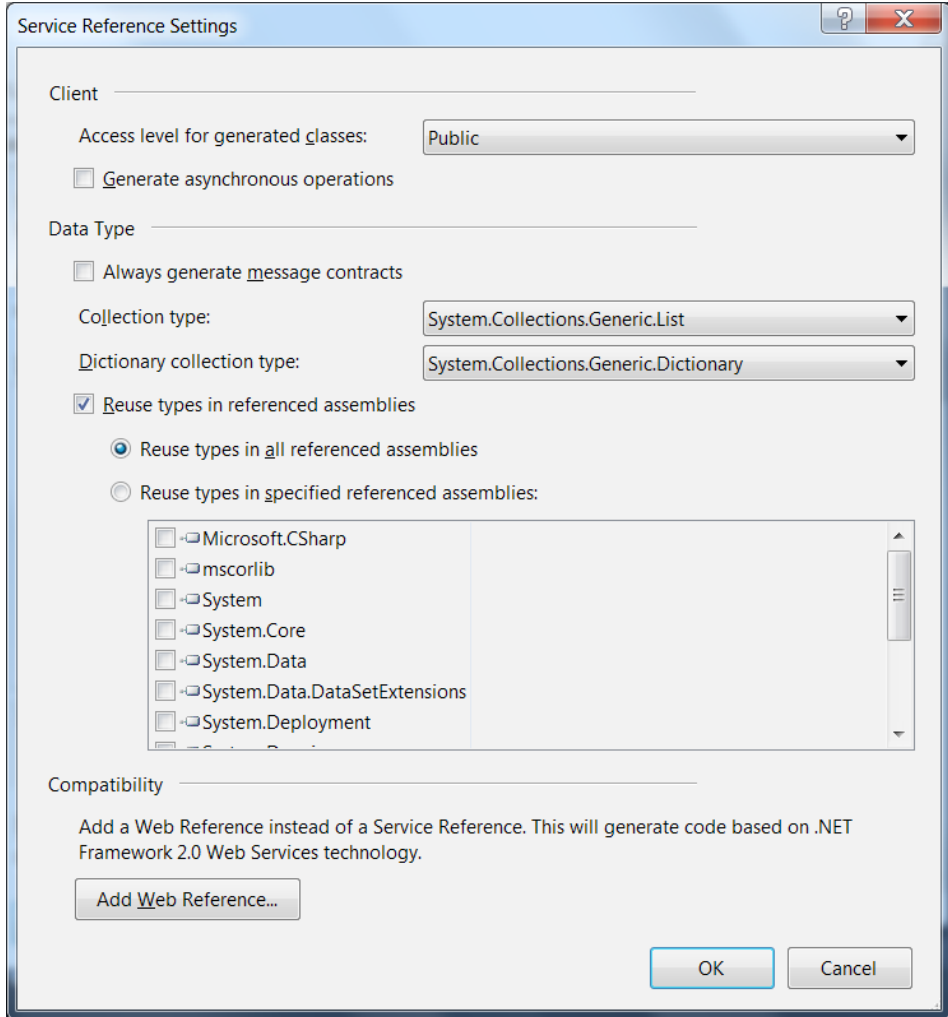 Service Reference Settings
Client
Access level for generated classes:
Public
Generate asynchronous operations
Data Type
Always generate message contracts
Collection type:
System.Collections.Generic.List
Dictionary collection type:
System.Collections.Generic.Dictionary
Reuse types in referenced assemblies
Reuse types in all referenced assemblies
Reuse types in specified referenced assemblies:
Microsoft.CSharp
mscorlib
System
System.Core
System.Data
System.Data.DataSetExtensions
System.Deployment
Compatibility
Add a Web Reference instead of a Service Reference. This will generate code based on .NET
Framework 2.0 Web Services technology.
Add Web Reference...
OK
Cancel